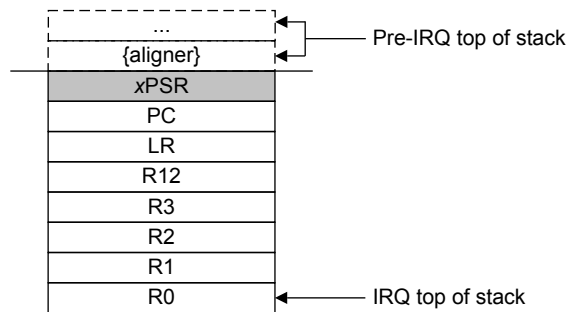 ...
Pre-IRQ top of stack
{aligner}
xPSR
PC
LR
R12
R3
R2
R1
R0
IRQ top of stack